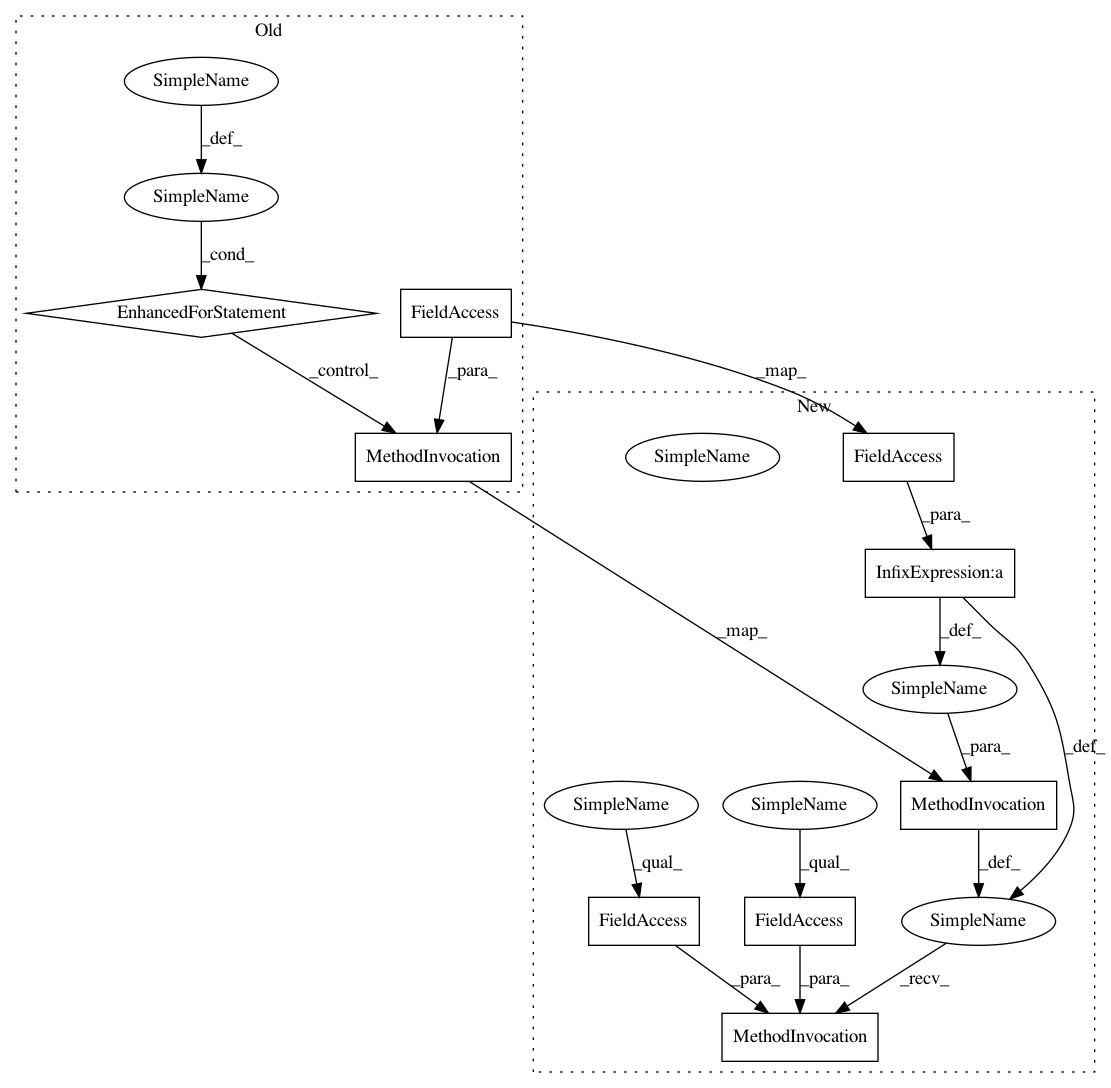 Old
SimpleName
_def_
SimpleName
_cond_
EnhancedForStatement
FieldAccess
_control_
_para_
_map_
New
MethodInvocation
SimpleName
FieldAccess
_para_
InfixExpression:a
_map_
_def_
SimpleName
_para_
_def_
SimpleName
SimpleName
MethodInvocation
_qual_
_qual_
_def_
FieldAccess
FieldAccess
SimpleName
_para_
_para_
_recv_
MethodInvocation